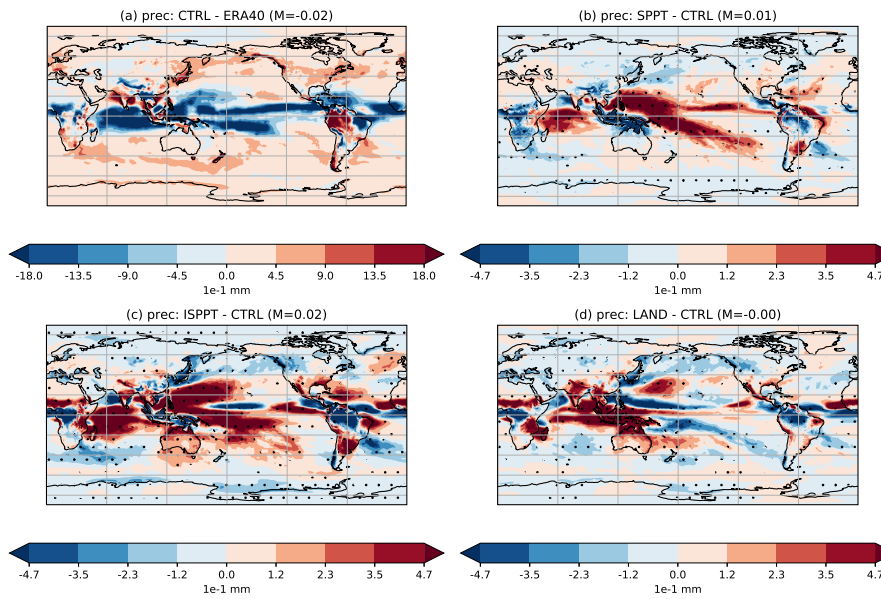 (a) prec: CTRL - ERA40 (M=-0.02)
(b) prec: SPPT - CTRL (M=0.01)
-18.0 -13.5 -9.0 -4.5 0.0 4.5 9.0 13.5 18.0
1e-1 mm
-4.7 -3.5 -2.3 -1.2 0.0 1.2 2.3 3.5 4.7
1e-1 mm
(c) prec: ISPPT - CTRL (M=0.02)
(d) prec: LAND - CTRL (M=-0.00)
-4.7 -3.5 -2.3 -1.2 0.0 1.2 2.3 3.5 4.7
1e-1 mm
-4.7 -3.5 -2.3 -1.2 0.0 1.2 2.3 3.5 4.7
1e-1 mm